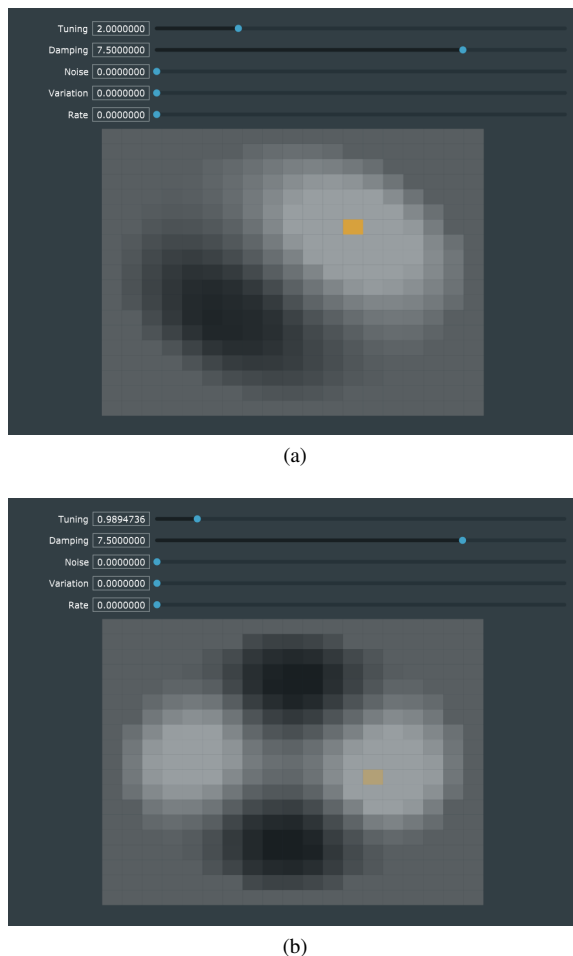 Tuning 2.0000000
Damping 7.5000000
Noise 0.0000000
Variation 0.0000000
Rate 0.0000000
(a)
Tuning 0.9894736
Damping 7.5000000
Noise 0.0000000
Variation 0.0000000
Rate 0.0000000
(b)